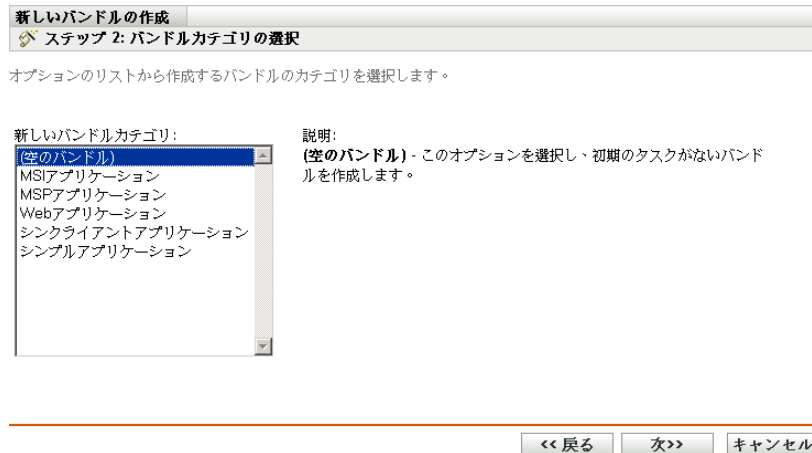 新しいバンドルの作成
ステップ 2: バンドルカテゴリの選択
オプションのリストから作成するバンドルのカテゴリを選択します。
新しいバンドルカテゴリ:
(空のバンドル)
MSIアプリケーション
MSPアプリケーション
Webアプリケーション
シンクライアントアプリケーション
シンプルアプリケーション
説明:
(空のバンドル) - このオプションを選択し、初期のタスクがないバンド
ルを作成します。
<<戻る 次>> キャンセル